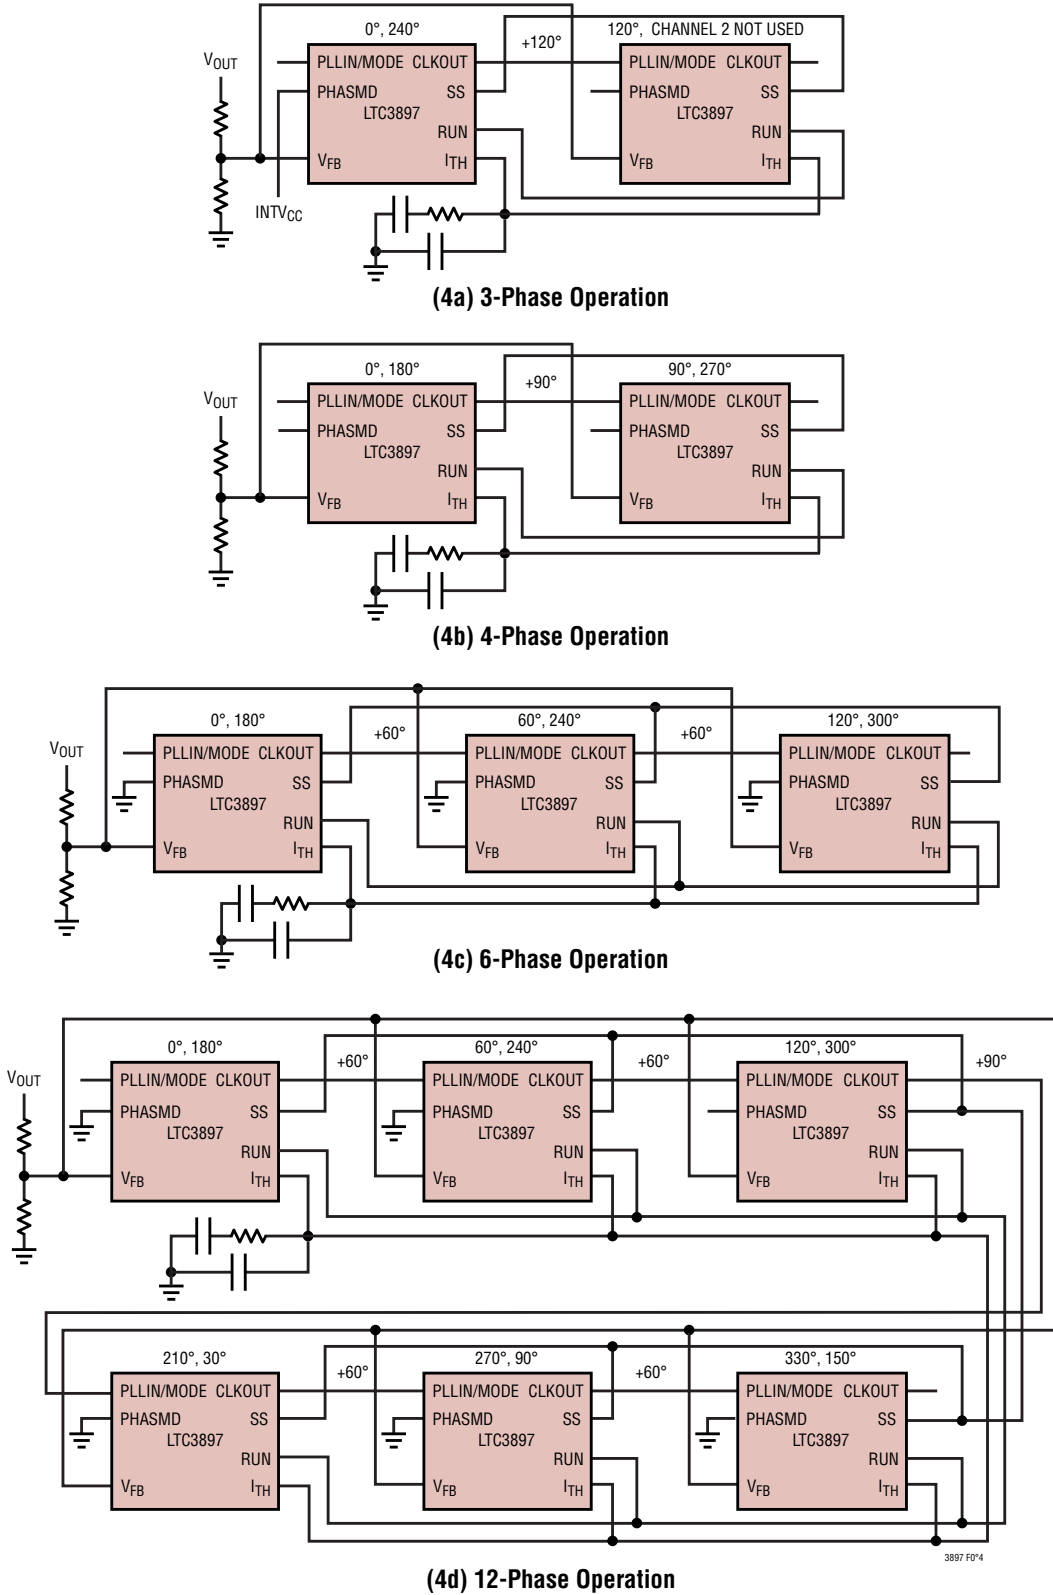 0°, 240°
120°, CHANNEL 2 NOT USED
+120°
VOUT
PLLIN/MODE CLKOUT
PHASMD SS
LTC3897
RUN
VFB ITH
INTVCC
PLLIN/MODE CLKOUT
PHASMD SS
LTC3897
RUN
VFB ITH
(4a) 3-Phase Operation
0°, 180°
90°, 270°
+90°
VOUT
PLLIN/MODE CLKOUT
PHASMD SS
LTC3897
RUN
VFB ITH
PLLIN/MODE CLKOUT
PHASMD SS
LTC3897
RUN
VFB ITH
(4b) 4-Phase Operation
0°, 180°
60°, 240°
120°, 300°
+60°
+60°
VOUT
PLLIN/MODE CLKOUT
PHASMD SS
LTC3897
RUN
VFB ITH
PLLIN/MODE CLKOUT
PHASMD SS
LTC3897
RUN
VFB ITH
PLLIN/MODE CLKOUT
PHASMD SS
LTC3897
RUN
VFB ITH
(4c) 6-Phase Operation
0°, 180°
60°, 240°
120°, 300°
+60°
+60°
+90°
VOUT
PLLIN/MODE CLKOUT
PHASMD SS
LTC3897
RUN
VFB ITH
PLLIN/MODE CLKOUT
PHASMD SS
LTC3897
RUN
VFB ITH
PLLIN/MODE CLKOUT
PHASMD SS
LTC3897
RUN
VFB ITH
210°, 30°
270°, 90°
330°, 150°
+60°
+60°
PLLIN/MODE CLKOUT
PHASMD SS
LTC3897
RUN
VFB ITH
PLLIN/MODE CLKOUT
PHASMD SS
LTC3897
RUN
VFB ITH
PLLIN/MODE CLKOUT
PHASMD SS
LTC3897
RUN
VFB ITH
3897 F0°4
(4d) 12-Phase Operation